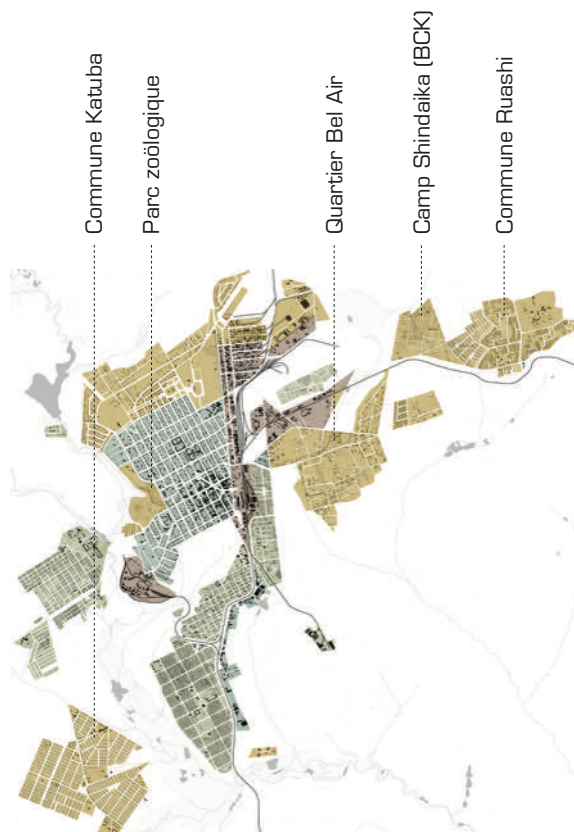 Commune Katuba
Parc zoölogique
Quartier Bel Air
Camp Shindaika (BCK)
Commune Ruashi